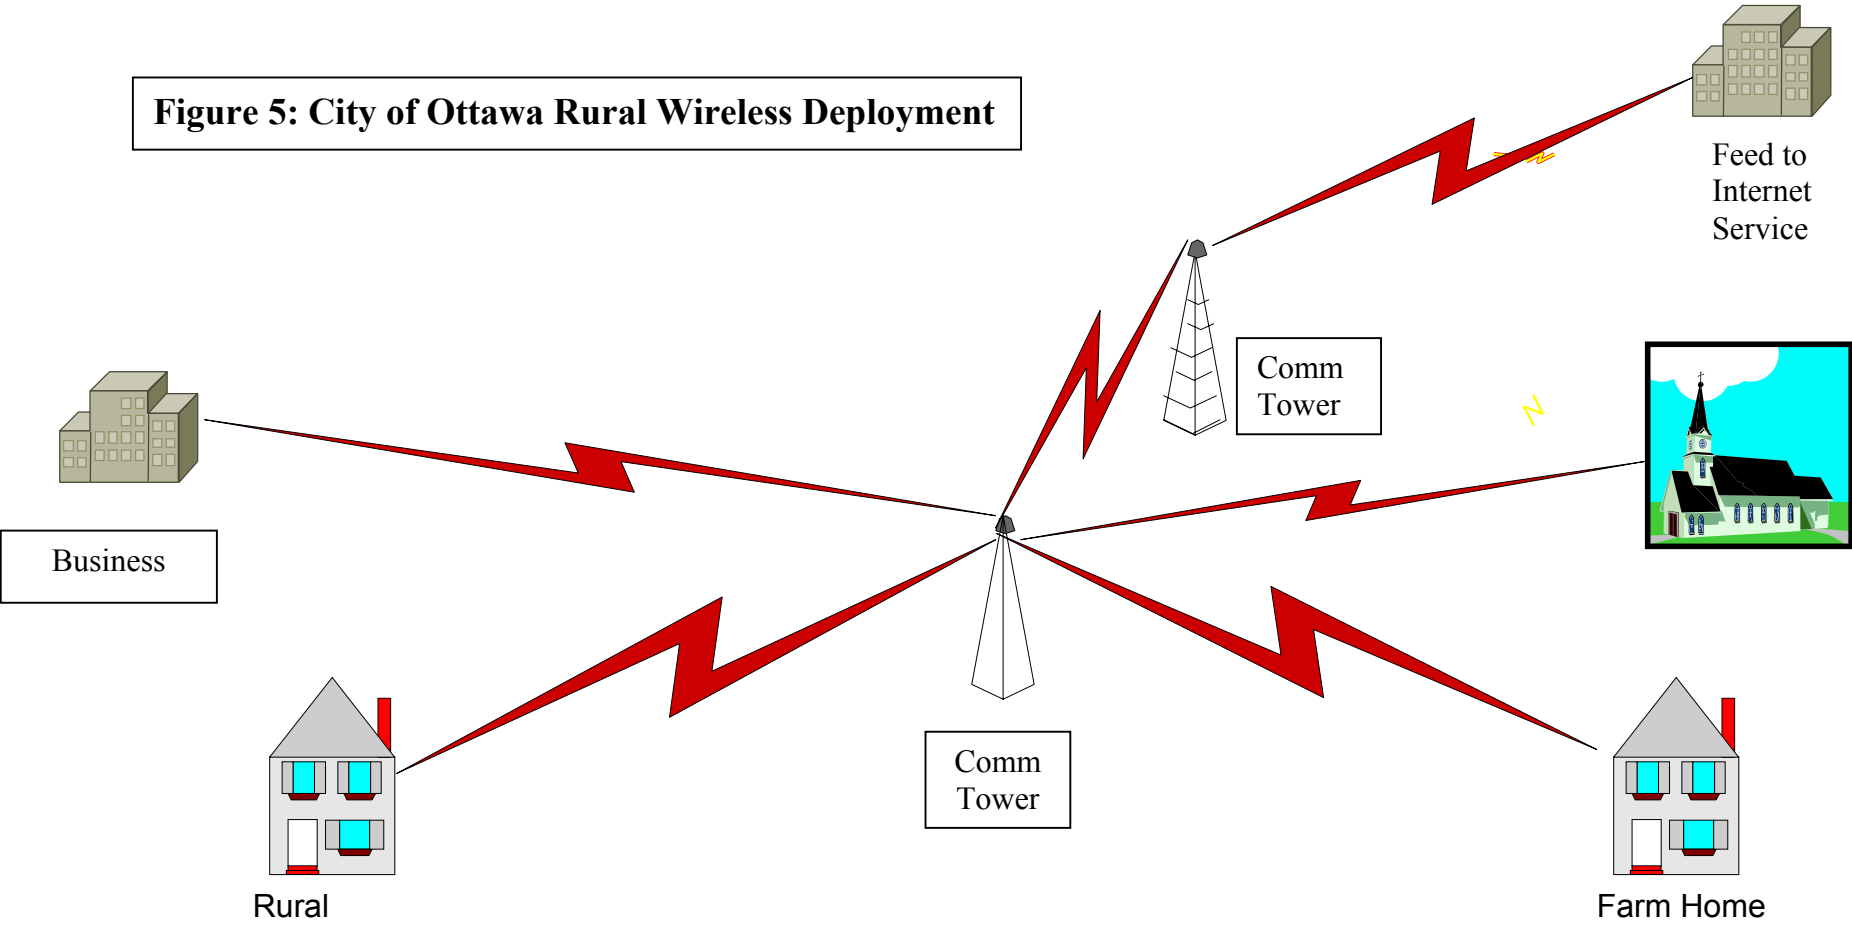 Figure 5: City of Ottawa Rural Wireless Deployment
Feed to
Internet
Service
Comm
Tower
Business
Comm
Tower
Rural
Farm Home